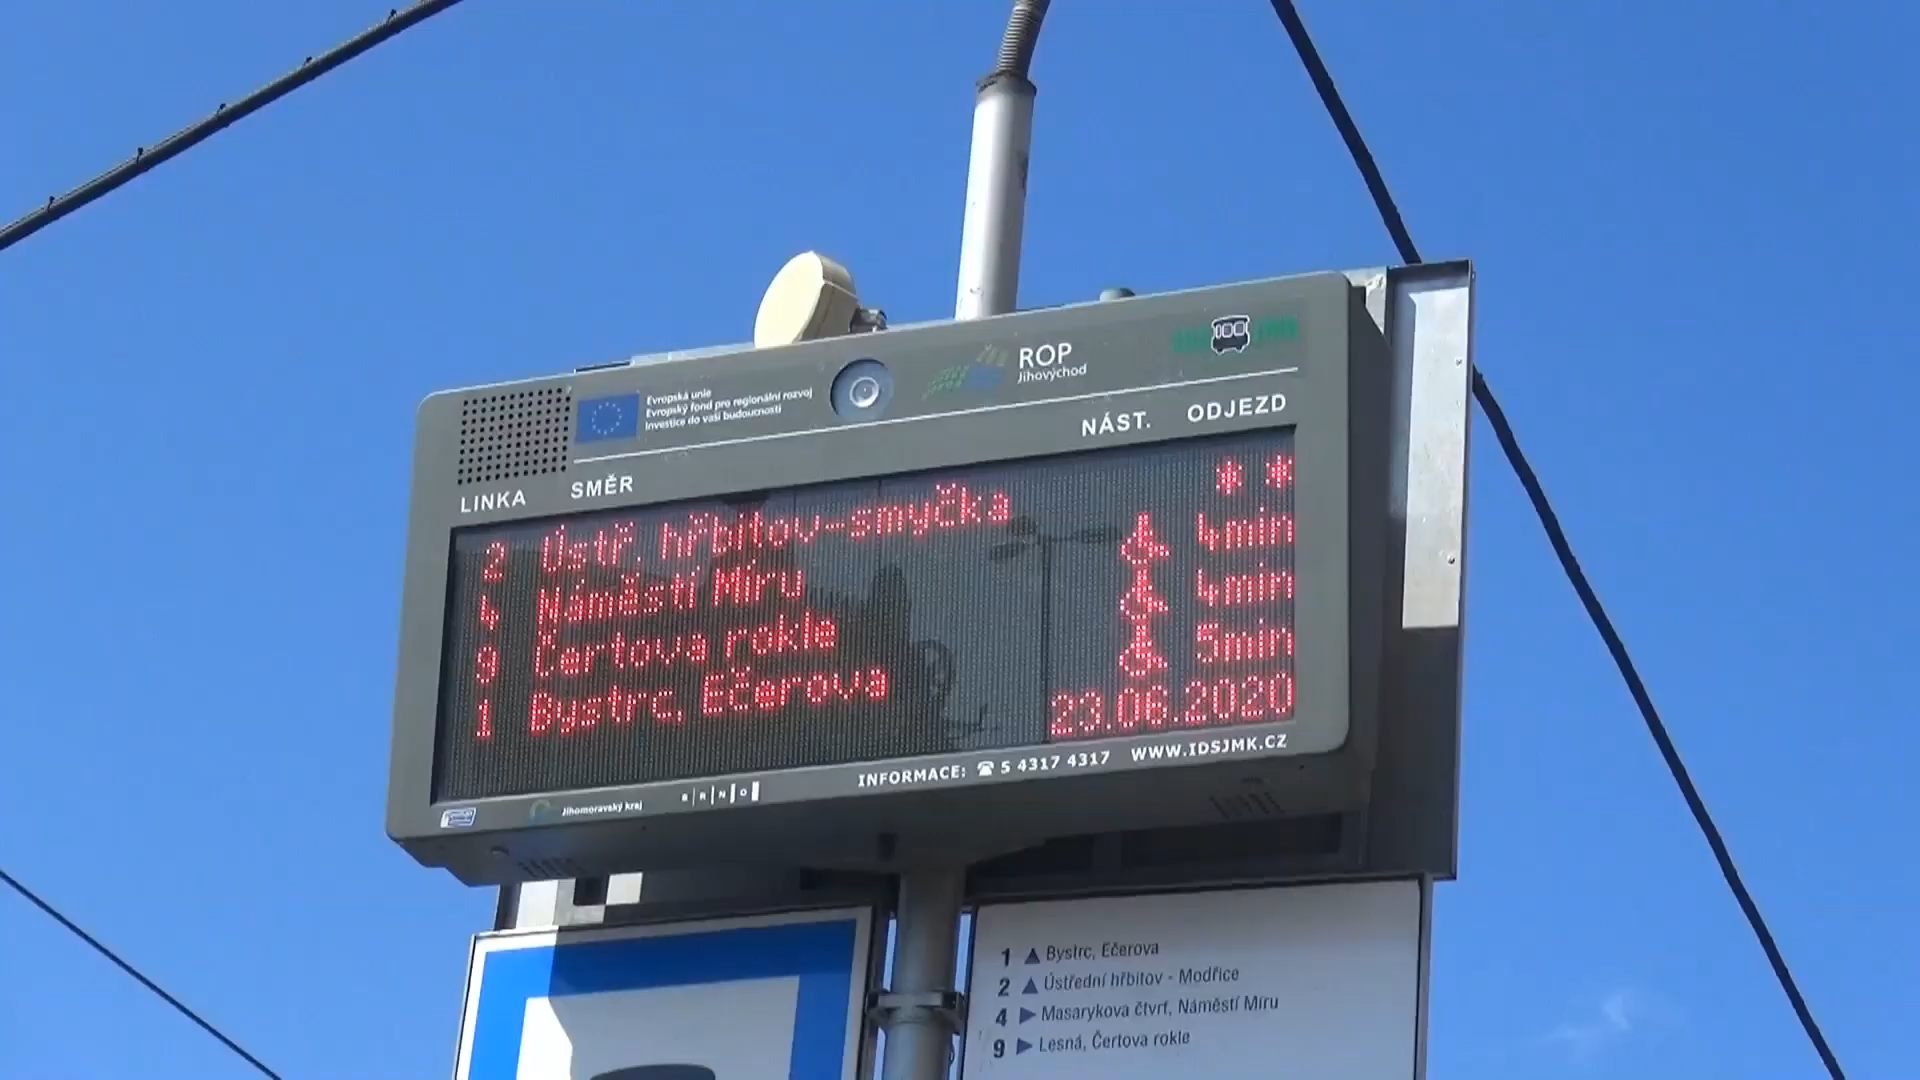 Evropská unie
Evropský fond pro regionální rozvoj
Investice do vaší budoucnosti
ROP
Jihovýchod
LINKA SMĚR NÁST. ODJEZD
2 Ústř. hřbitov-smyčka **
4 Náměstí Míru 4min
9 Čertova rokle 4min
1 Bystrc, Ečerova 5min
23.06.2020
INFORMACE: ☎ 5 4317 4317 WWW.IDSJMK.CZ
Jihomoravský kraj
B R N O
1 ▲ Bystrc, Ečerova
2 ▲ Ústřední hřbitov - Modřice
4 ▶ Masarykova čtvrť, Náměstí Míru
9 ▶ Lesná, Čertova rokle